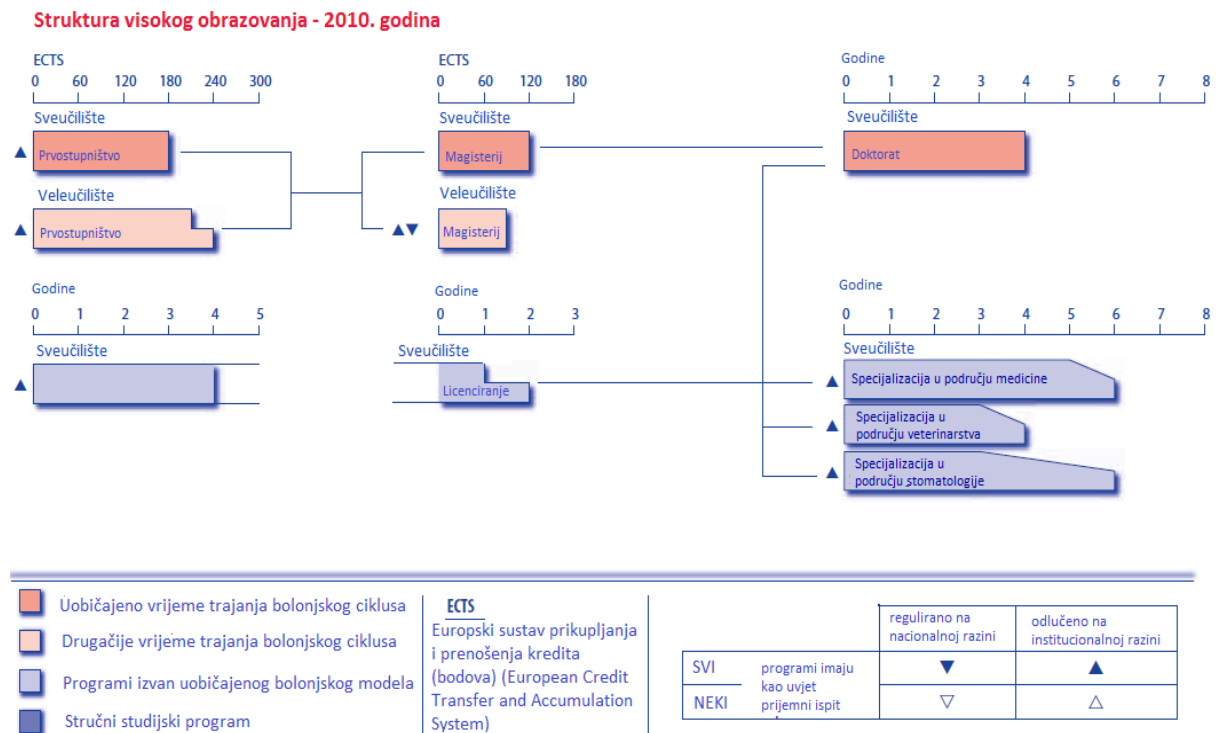 Struktura visokog obrazovanja - 2010. godina
ECTS
0 60 120 180 240 300
Sveučilište
Prvostupništvo
Veleučilište
Prvostupništvo
ECTS
0 60 120 180
Sveučilište
Magisterij
Veleučilište
▲▼ Magisterij
Godine
0 1 2 3 4 5 6 7 8
Sveučilište
Doktorat
Godine
0 1 2 3 4 5
Sveučilište
Godine
0 1 2 3
Sveučilište
Licenciranje
Godine
0 1 2 3 4 5 6 7 8
Sveučilište
Specijalizacija u području medicine
Specijalizacija u
području veterinarstva
Specijalizacija u
području stomatologije
Uobičajeno vrijeme trajanja bolonjskog ciklusa
Drugačije vrijeme trajanja bolonjskog ciklusa
Programi izvan uobičajenog bolonjskog modela
Stručni studijski program
ECTS
Europski sustav prikupljanja
i prenošenja kredita
(bodova) (European Credit
Transfer and Accumulation
System)
regulirano na
nacionalnoj razini
odlučeno na
institucionalnoj razini
SVI
NEKI
programi imaju
kao uvjet
prijemni ispit
▼ ▲
▽ △